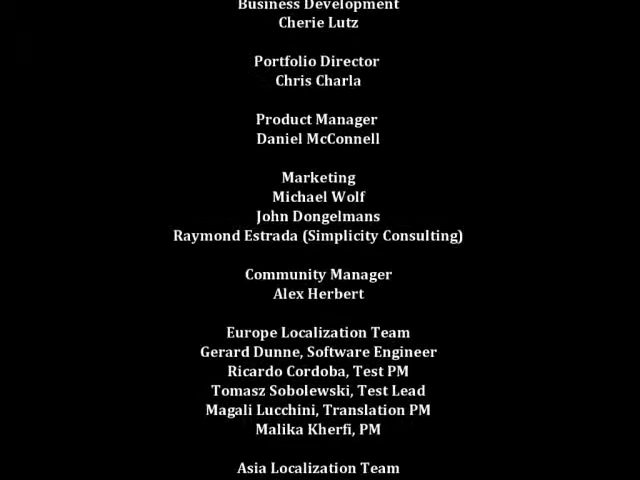 Business Development
Cherie Lutz
Portfolio Director
Chris Charla
Product Manager
Daniel McConnell
Marketing
Michael Wolf
John Dongelmans
Raymond Estrada (Simplicity Consulting)
Community Manager
Alex Herbert
Europe Localization Team
Gerard Dunne, Software Engineer
Ricardo Cordoba, Test PM
Tomasz Sobolewski, Test Lead
Magali Lucchini, Translation PM
Malika Kherfi, PM
Asia Localization Team